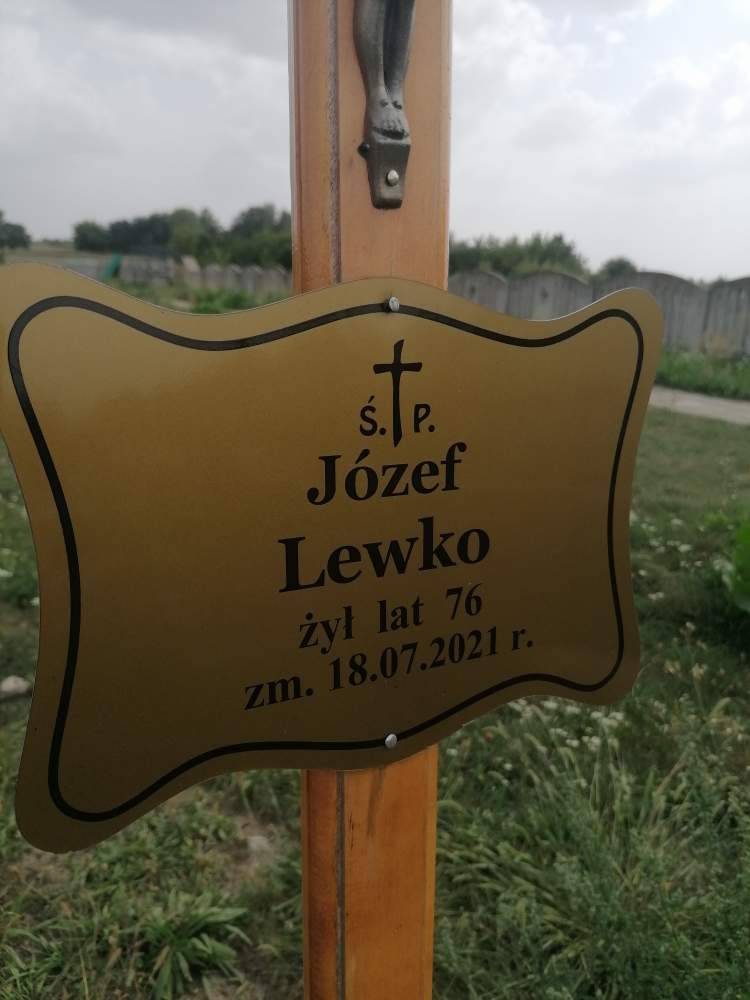 Ś. P.
Józef
Lewko
żył lat 76
zm. 18.07.2021 r.